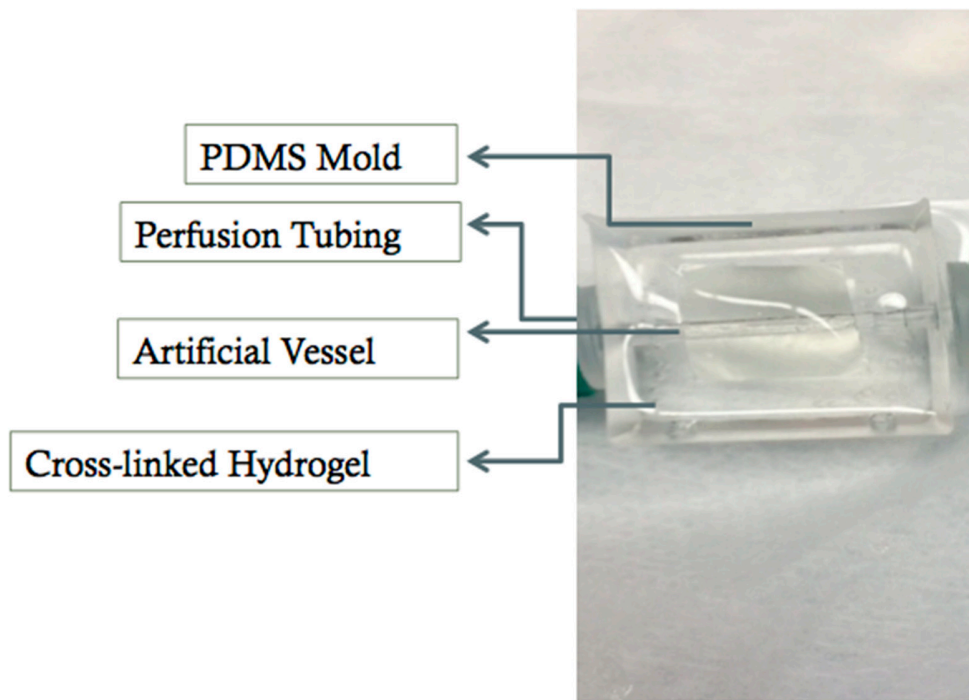 PDMS Mold
Perfusion Tubing
Artificial Vessel
Cross-linked Hydrogel